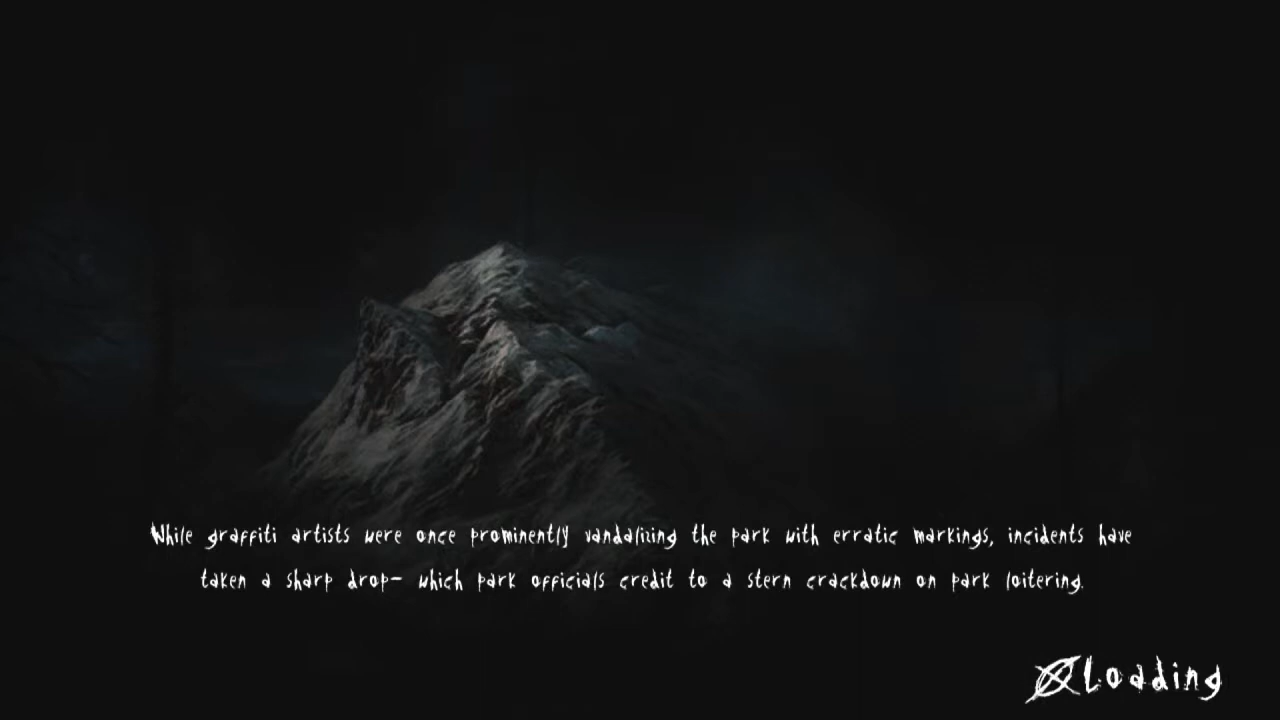 While graffiti artists were once prominently vandalizing the park with erratic markings, incidents have
taken a sharp drop- which park officials credit to a stern crackdown on park loitering.
Loading